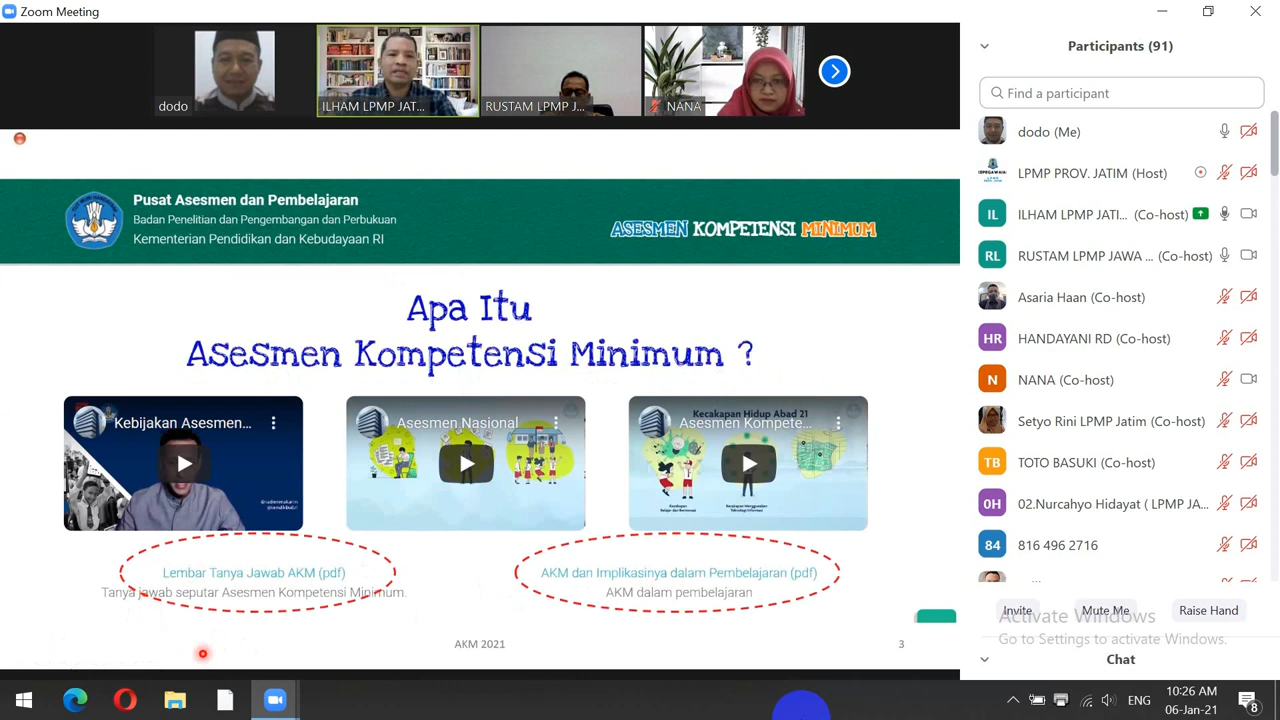 Zoom Meeting
dodo
ILHAM LPMP JAT...
RUSTAM LPMP J...
NANA
Pusat Asesmen dan Pembelajaran
Badan Penelitian dan Pengembangan dan Perbukuan
Kementerian Pendidikan dan Kebudayaan RI
ASESMEN KOMPETENSI MINIMUM
Apa Itu
Asesmen Kompetensi Minimum ?
Kebijakan Asesmen...
Asesmen Nasional
Kecakapan Hidup Abad 21
Asesmen Kompete...
Lembar Tanya Jawab AKM (pdf)
Tanya jawab seputar Asesmen Kompetensi Minimum.
AKM dan Implikasinya dalam Pembelajaran (pdf)
AKM dalam pembelajaran
AKM 2021
3
Participants (91)
Find a participant
dodo (Me)
LPMP PROV. JATIM (Host)
IL ILHAM LPMP JATI... (Co-host)
RL RUSTAM LPMP JAWA ... (Co-host)
Asaria Haan (Co-host)
HR HANDAYANI RD (Co-host)
N NANA (Co-host)
Setyo Rini LPMP Jatim (Co-host)
TB TOTO BASUKI (Co-host)
0H 02.Nurcahyo Hidayat ( LPMP JA...
84 816 496 2716
Invite
Mute Me
Raise Hand
Activate Windows
Go to Settings to activate Windows.
Chat
ENG
10:26 AM
06-Jan-21
8